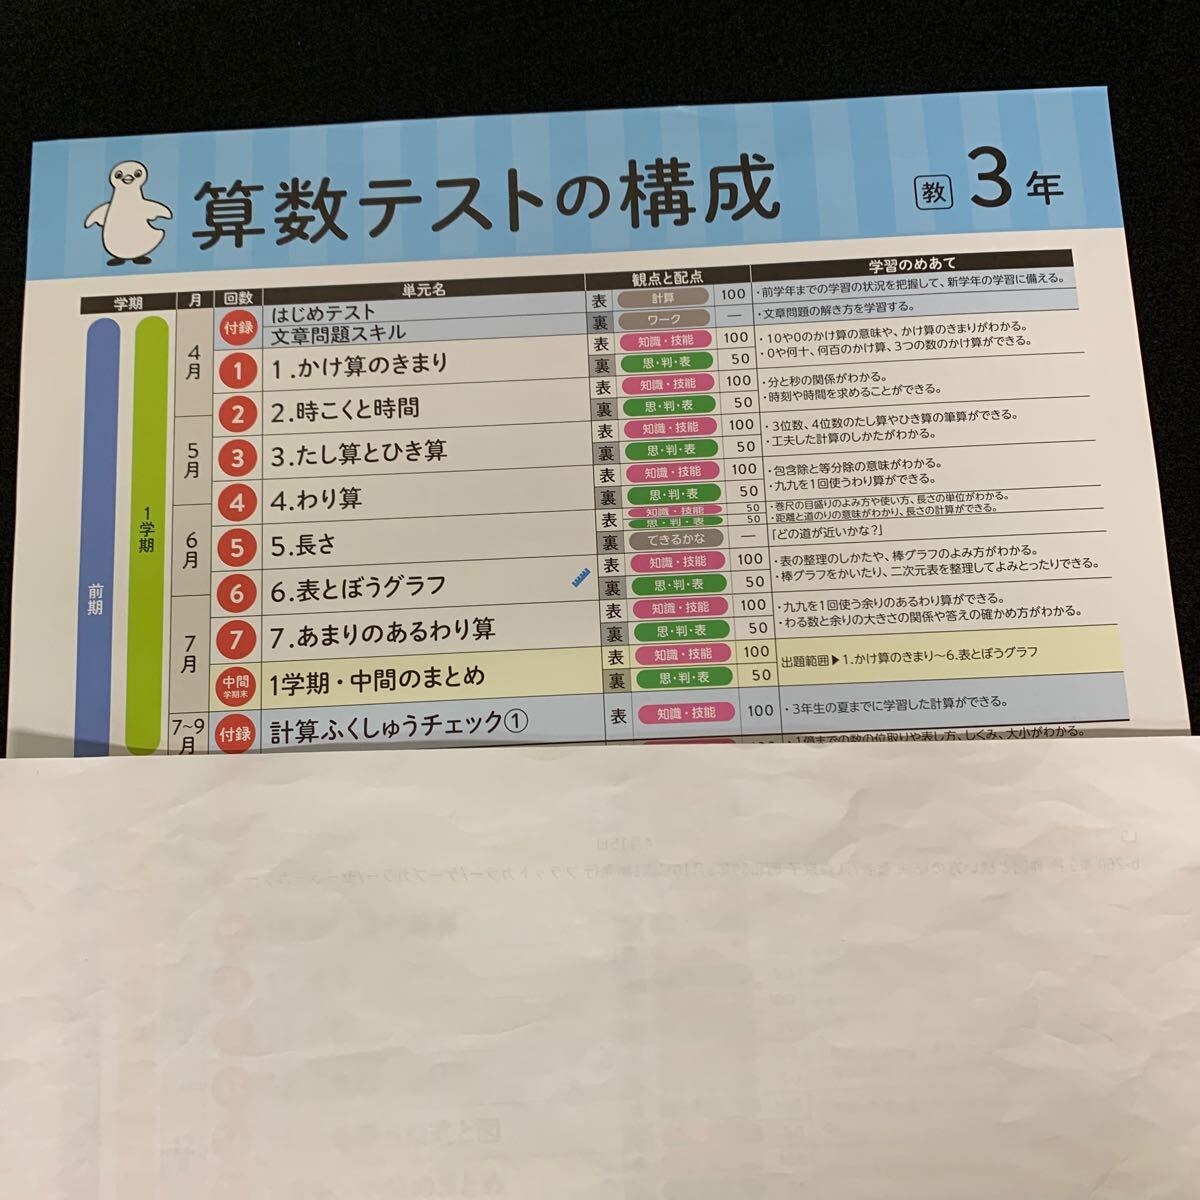 算数テストの構成 教 3年
学期 月 回数 単元名 観点と配点 学習のめあて
前期
1学期
4月
付録 はじめテスト 表 計算 100 ・前学年までの学習の状況を把握して、新学年の学習に備える。
文章問題スキル 裏 ワーク — ・文章問題の解き方を学習する。
1 1.かけ算のきまり 表 知識・技能 100 ・10や0のかけ算の意味や、かけ算のきまりがわかる。
裏 思・判・表 50 ・0や何十、何百のかけ算、3つの数のかけ算ができる。
2 2.時こくと時間 表 知識・技能 100 ・分と秒の関係がわかる。
裏 思・判・表 50 ・時刻や時間を求めることができる。
5月
3 3.たし算とひき算 表 知識・技能 100 ・3位数、4位数のたし算やひき算の筆算ができる。
裏 思・判・表 50 ・工夫した計算のしかたがわかる。
4 4.わり算 表 知識・技能 100 ・包含除と等分除の意味がわかる。
裏 思・判・表 50 ・九九を1回使うわり算ができる。
6月
5 5.長さ 表 知識・技能 50 ・巻尺の目盛りのよみ方や使い方、長さの単位がわかる。
思・判・表 50 ・距離と道のりの意味がわかり、長さの計算ができる。
裏 できるかな — 「どの道が近いかな?」
6 6.表とぼうグラフ 表 知識・技能 100 ・表の整理のしかたや、棒グラフのよみ方がわかる。
裏 思・判・表 50 ・棒グラフをかいたり、二次元表を整理してよみとったりできる。
7月
7 7.あまりのあるわり算 表 知識・技能 100 ・九九を1回使う余りのあるわり算ができる。
裏 思・判・表 50 ・わる数と余りの大きさの関係や答えの確かめ方がわかる。
中間 学期末 1学期・中間のまとめ 表 知識・技能 100 出題範囲▶1.かけ算のきまり〜6.表とぼうグラフ
裏 思・判・表 50
7〜9月 付録 計算ふくしゅうチェック① 表 知識・技能 100 ・3年生の夏までに学習した計算ができる。
・1億までの数の位取りや表し方、しくみ、大小がわかる。